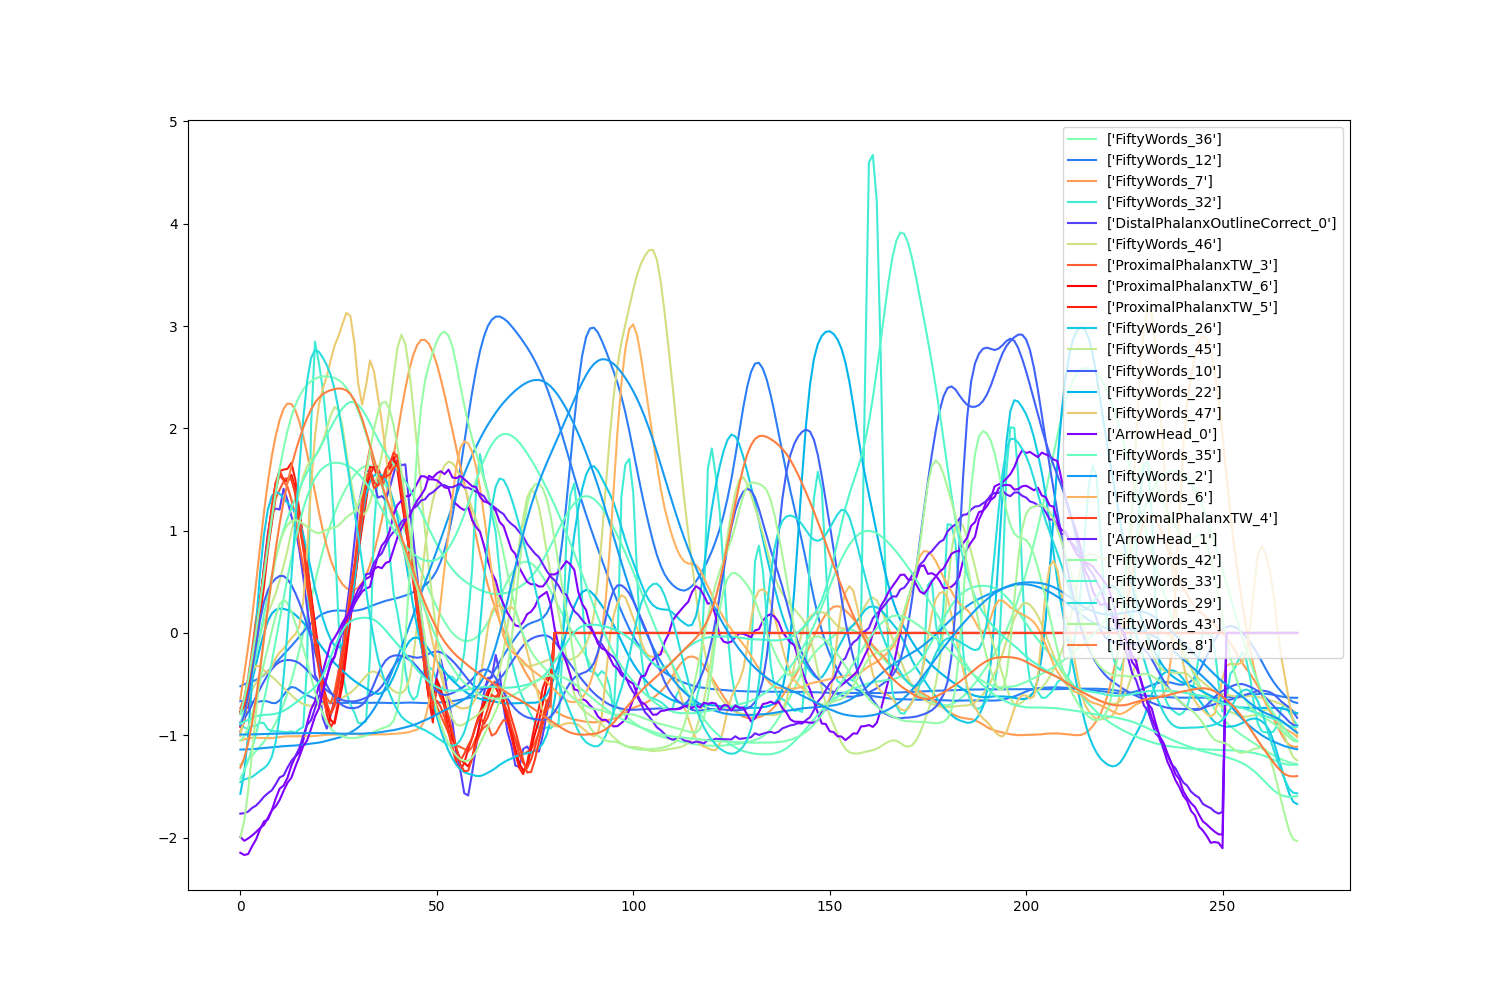 5
4
3
2
1
0
−1
−2
0
50
100
150
200
250
['FiftyWords_36']
['FiftyWords_12']
['FiftyWords_7']
['FiftyWords_32']
['DistalPhalanxOutlineCorrect_0']
['FiftyWords_46']
['ProximalPhalanxTW_3']
['ProximalPhalanxTW_6']
['ProximalPhalanxTW_5']
['FiftyWords_26']
['FiftyWords_45']
['FiftyWords_10']
['FiftyWords_22']
['FiftyWords_47']
['ArrowHead_0']
['FiftyWords_35']
['FiftyWords_2']
['FiftyWords_6']
['ProximalPhalanxTW_4']
['ArrowHead_1']
['FiftyWords_42']
['FiftyWords_33']
['FiftyWords_29']
['FiftyWords_43']
['FiftyWords_8']